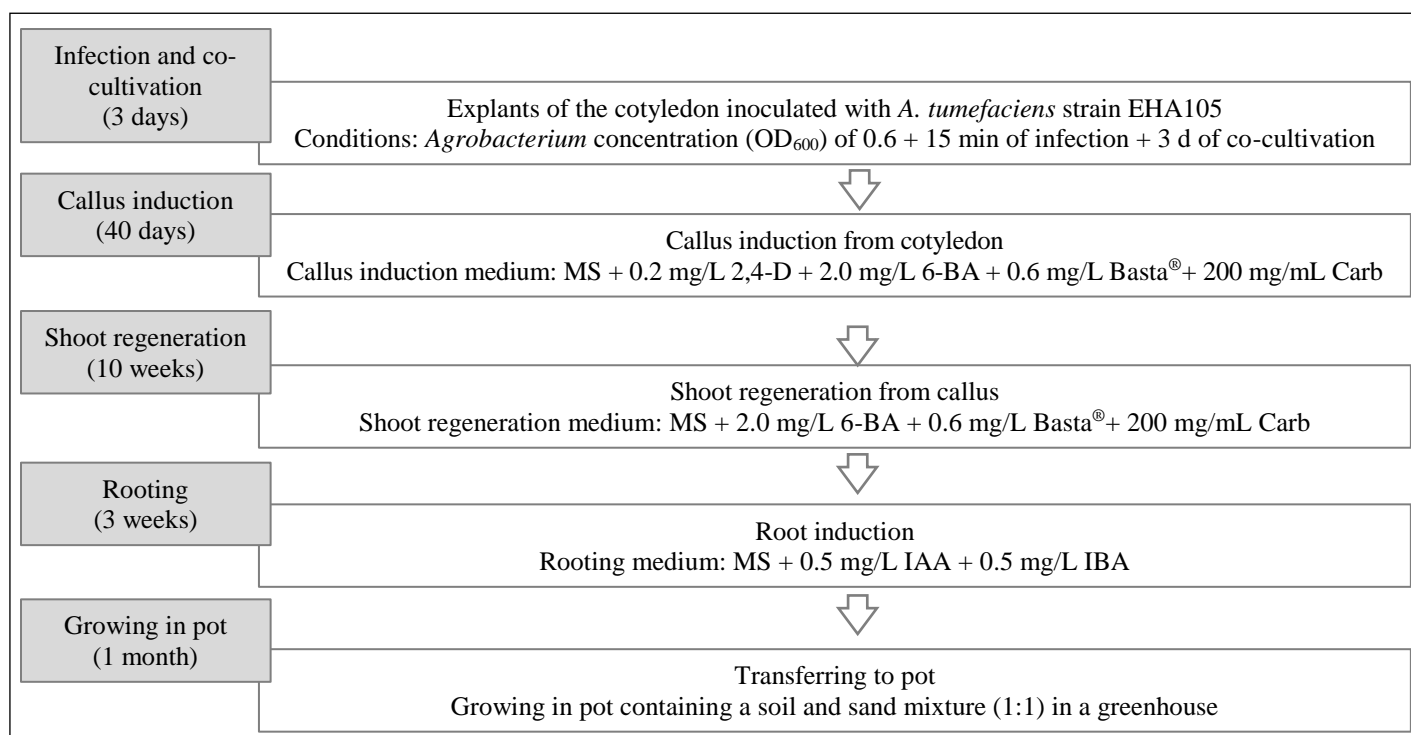 Infection and co-
cultivation
(3 days)
Explants of the cotyledon inoculated with A. tumefaciens strain EHA105
Conditions: Agrobacterium concentration (OD₆₀₀) of 0.6 + 15 min of infection + 3 d of co-cultivation
Callus induction
(40 days)
Callus induction from cotyledon
Callus induction medium: MS + 0.2 mg/L 2,4-D + 2.0 mg/L 6-BA + 0.6 mg/L Basta®+ 200 mg/mL Carb
Shoot regeneration
(10 weeks)
Shoot regeneration from callus
Shoot regeneration medium: MS + 2.0 mg/L 6-BA + 0.6 mg/L Basta®+ 200 mg/mL Carb
Rooting
(3 weeks)
Root induction
Rooting medium: MS + 0.5 mg/L IAA + 0.5 mg/L IBA
Growing in pot
(1 month)
Transferring to pot
Growing in pot containing a soil and sand mixture (1:1) in a greenhouse